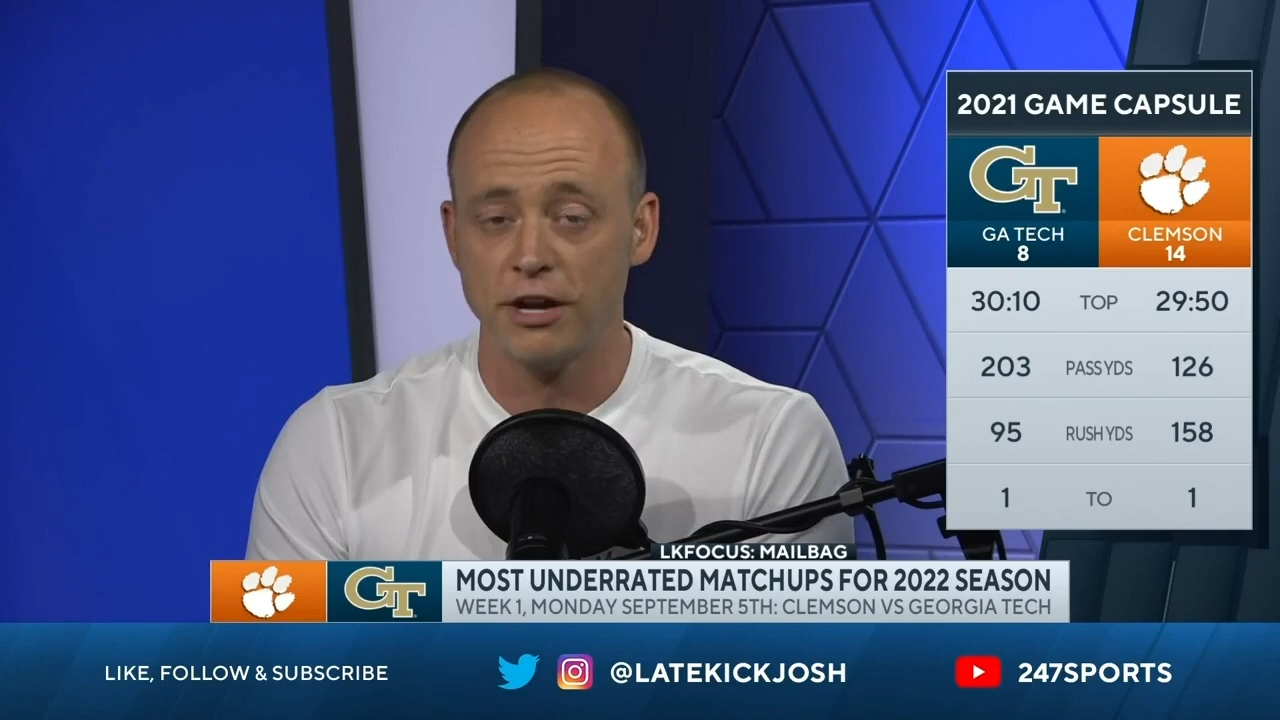 2021 GAME CAPSULE
GT GT
GA TECH CLEMSON
8 14
30:10 TOP 29:50
203 PASS YDS 126
95 RUSH YDS 158
1 TO 1
LKFOCUS: MAILBAG
MOST UNDERRATED MATCHUPS FOR 2022 SEASON
WEEK 1, MONDAY SEPTEMBER 5TH: CLEMSON VS GEORGIA TECH
LIKE, FOLLOW & SUBSCRIBE
@LATEKICKJOSH
247SPORTS